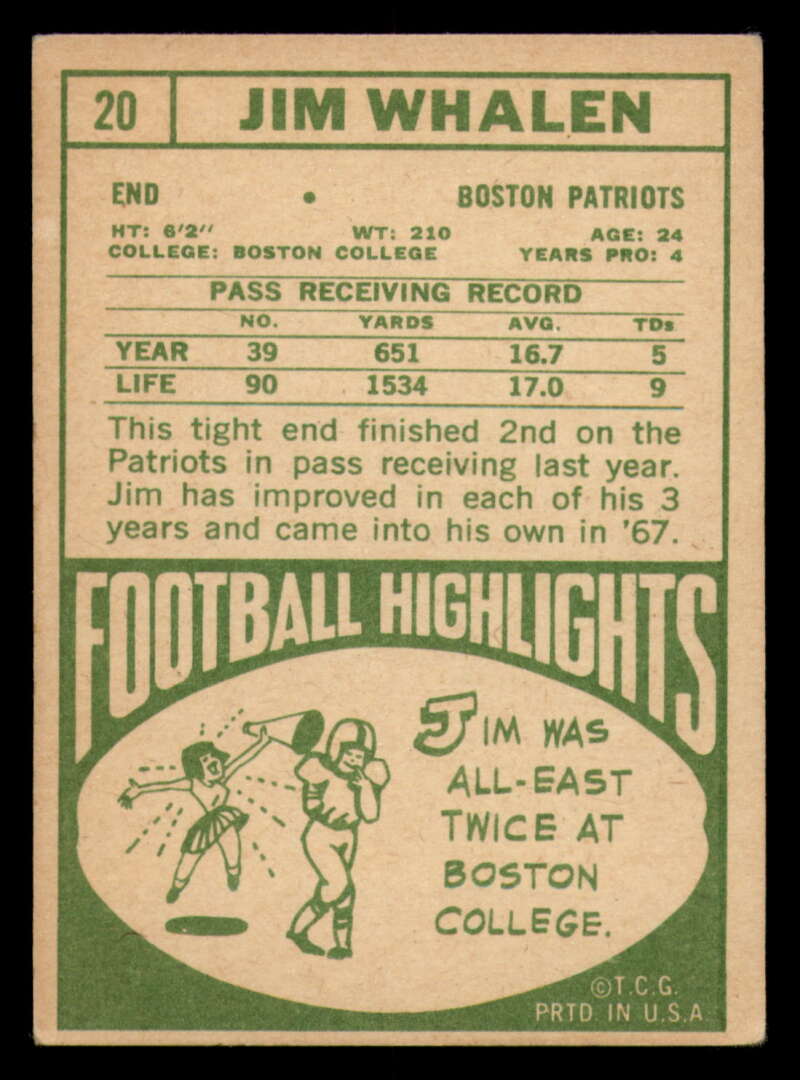 20 JIM WHALEN
END • BOSTON PATRIOTS
HT: 6'2" WT: 210 AGE: 24
COLLEGE: BOSTON COLLEGE YEARS PRO: 4
PASS RECEIVING RECORD
NO. YARDS AVG. TDs
YEAR 39 651 16.7 5
LIFE 90 1534 17.0 9
This tight end finished 2nd on the
Patriots in pass receiving last year.
Jim has improved in each of his 3
years and came into his own in '67.
FOOTBALL HIGHLIGHTS
JIM WAS
ALL-EAST
TWICE AT
BOSTON
COLLEGE.
©T.C.G.
PRTD. IN U.S.A.